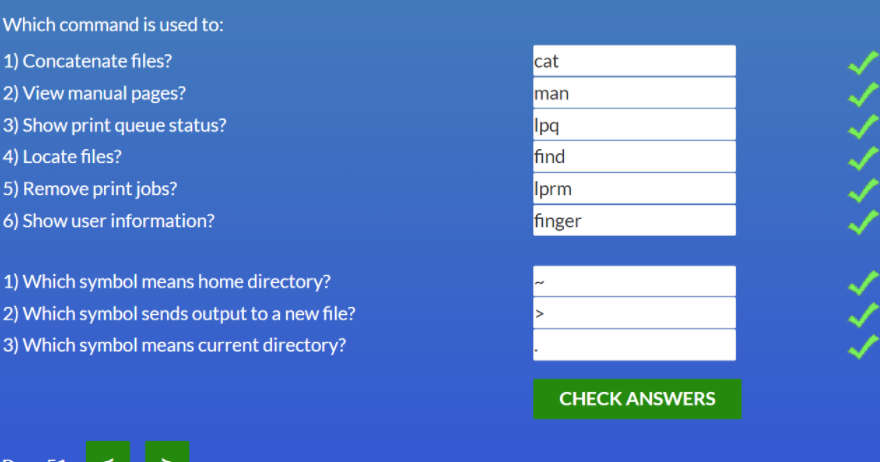 Which command is used to:
1) Concatenate files? cat
2) View manual pages? man
3) Show print queue status? lpq
4) Locate files? find
5) Remove print jobs? lprm
6) Show user information? finger
1) Which symbol means home directory? ~
2) Which symbol sends output to a new file? >
3) Which symbol means current directory? .
CHECK ANSWERS